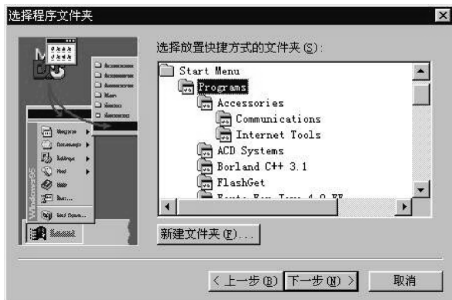 选择程序文件夹
选择放置快捷方式的文件夹(S):
Start Menu
Programs
Accessories
Communications
Internet Tools
ACD Systems
Borland C++ 3.1
FlashGet
新建文件夹(F)...
<上一步(B) 下一步(N)> 取消